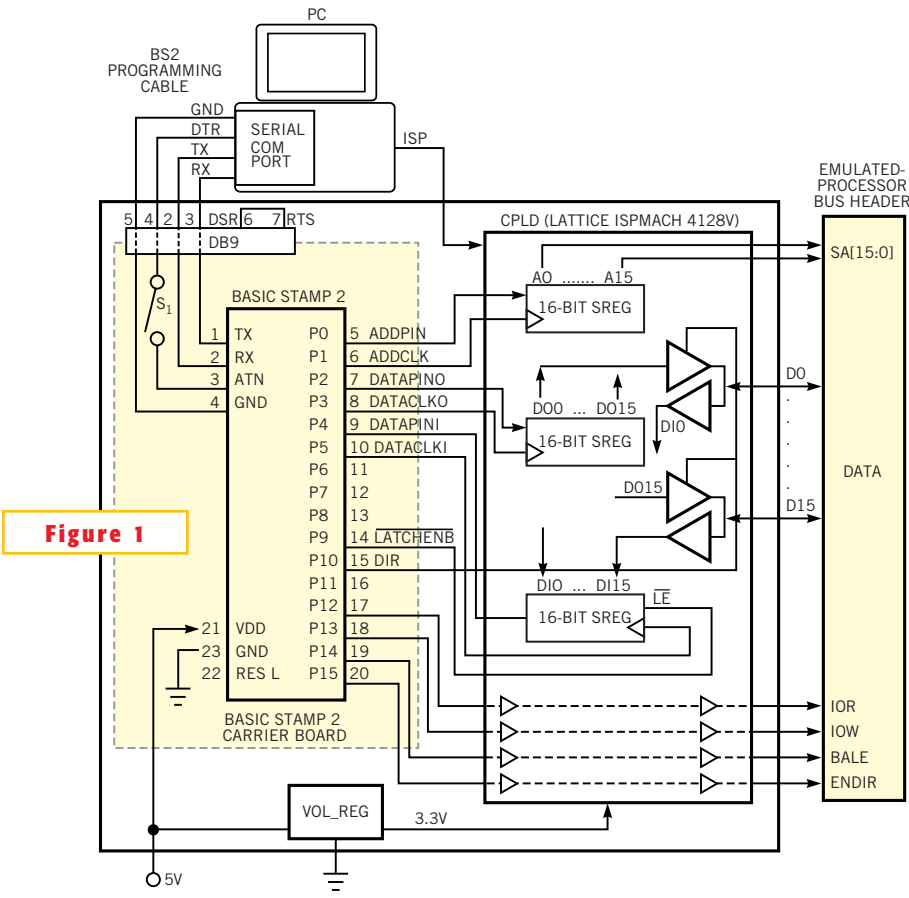 PC
BS2
PROGRAMMING
CABLE
GND
DTR
TX
RX
SERIAL
COM
PORT
ISP
EMULATED-
PROCESSOR
BUS HEADER
5 4 2 3 DSR 6 7 RTS
DB9
CPLD (LATTICE ISPMACH 4128V)
SA[15:0]
A0 ....... A15
16-BIT SREG
S1
BASIC STAMP 2
1 TX
2 RX
3 ATN
4 GND
21 VDD
23 GND
22 RES L
P0 5 ADDPIN
P1 6 ADDCLK
P2 7 DATAPINO
P3 8 DATACLKO
P4 9 DATAPINI
P5 10 DATACLKI
P6 11
P7 12
P8 13
P9 14 LATCHENB
P10 15 DIR
P11 16
P12 17
P13 18
P14 19
P15 20
BASIC STAMP 2
CARRIER BOARD
DO0 ... DO15
16-BIT SREG
DI0
D0
.
.
.
.
.
D15
DATA
DO15
DI0 ... DI15
LE
16-BIT SREG
IOR
IOW
BALE
ENDIR
VOL_REG
3.3V
5V
Figure 1